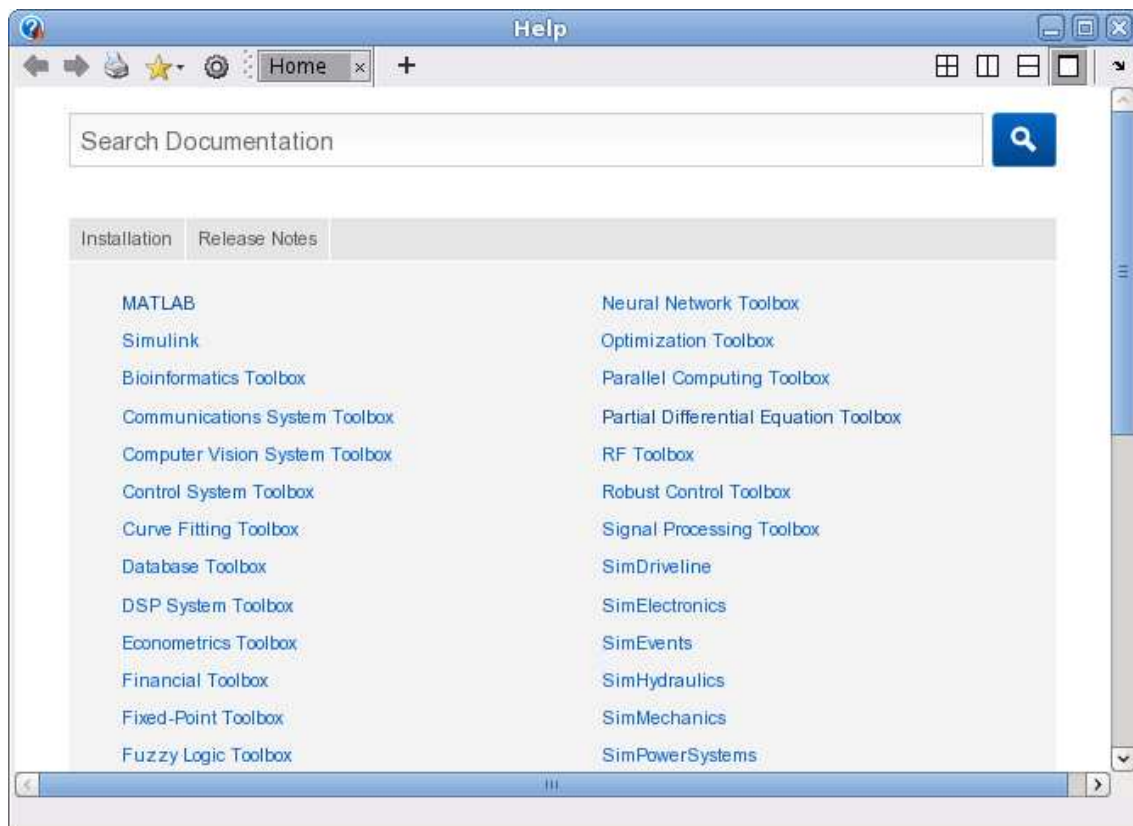 Help
Home
Search Documentation
Installation Release Notes
MATLAB
Simulink
Bioinformatics Toolbox
Communications System Toolbox
Computer Vision System Toolbox
Control System Toolbox
Curve Fitting Toolbox
Database Toolbox
DSP System Toolbox
Econometrics Toolbox
Financial Toolbox
Fixed-Point Toolbox
Fuzzy Logic Toolbox
Neural Network Toolbox
Optimization Toolbox
Parallel Computing Toolbox
Partial Differential Equation Toolbox
RF Toolbox
Robust Control Toolbox
Signal Processing Toolbox
SimDriveline
SimElectronics
SimEvents
SimHydraulics
SimMechanics
SimPowerSystems